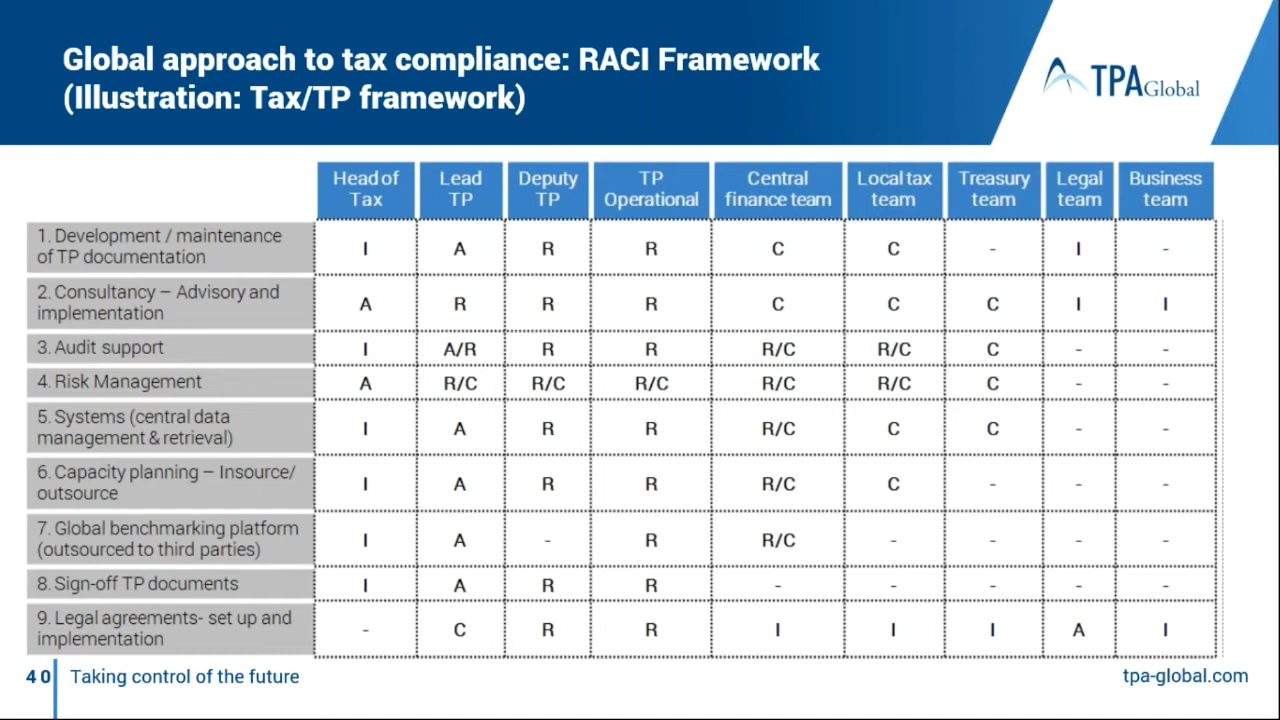 Global approach to tax compliance: RACI Framework
(Illustration: Tax/TP framework)
TPA Global
Head of Tax Lead TP Deputy TP TP Operational Central finance team Local tax team Treasury team Legal team Business team
1. Development / maintenance of TP documentation I A R R C C - I -
2. Consultancy – Advisory and implementation A R R R C C C I I
3. Audit support I A/R R R R/C R/C C - -
4. Risk Management A R/C R/C R/C R/C R/C C - -
5. Systems (central data management & retrieval) I A R R R/C C C - -
6. Capacity planning – Insource/ outsource I A R R R/C C - - -
7. Global benchmarking platform (outsourced to third parties) I A - R R/C - - - -
8. Sign-off TP documents I A R R - - - - -
9. Legal agreements- set up and implementation - C R R I I I A I
40 Taking control of the future
tpa-global.com